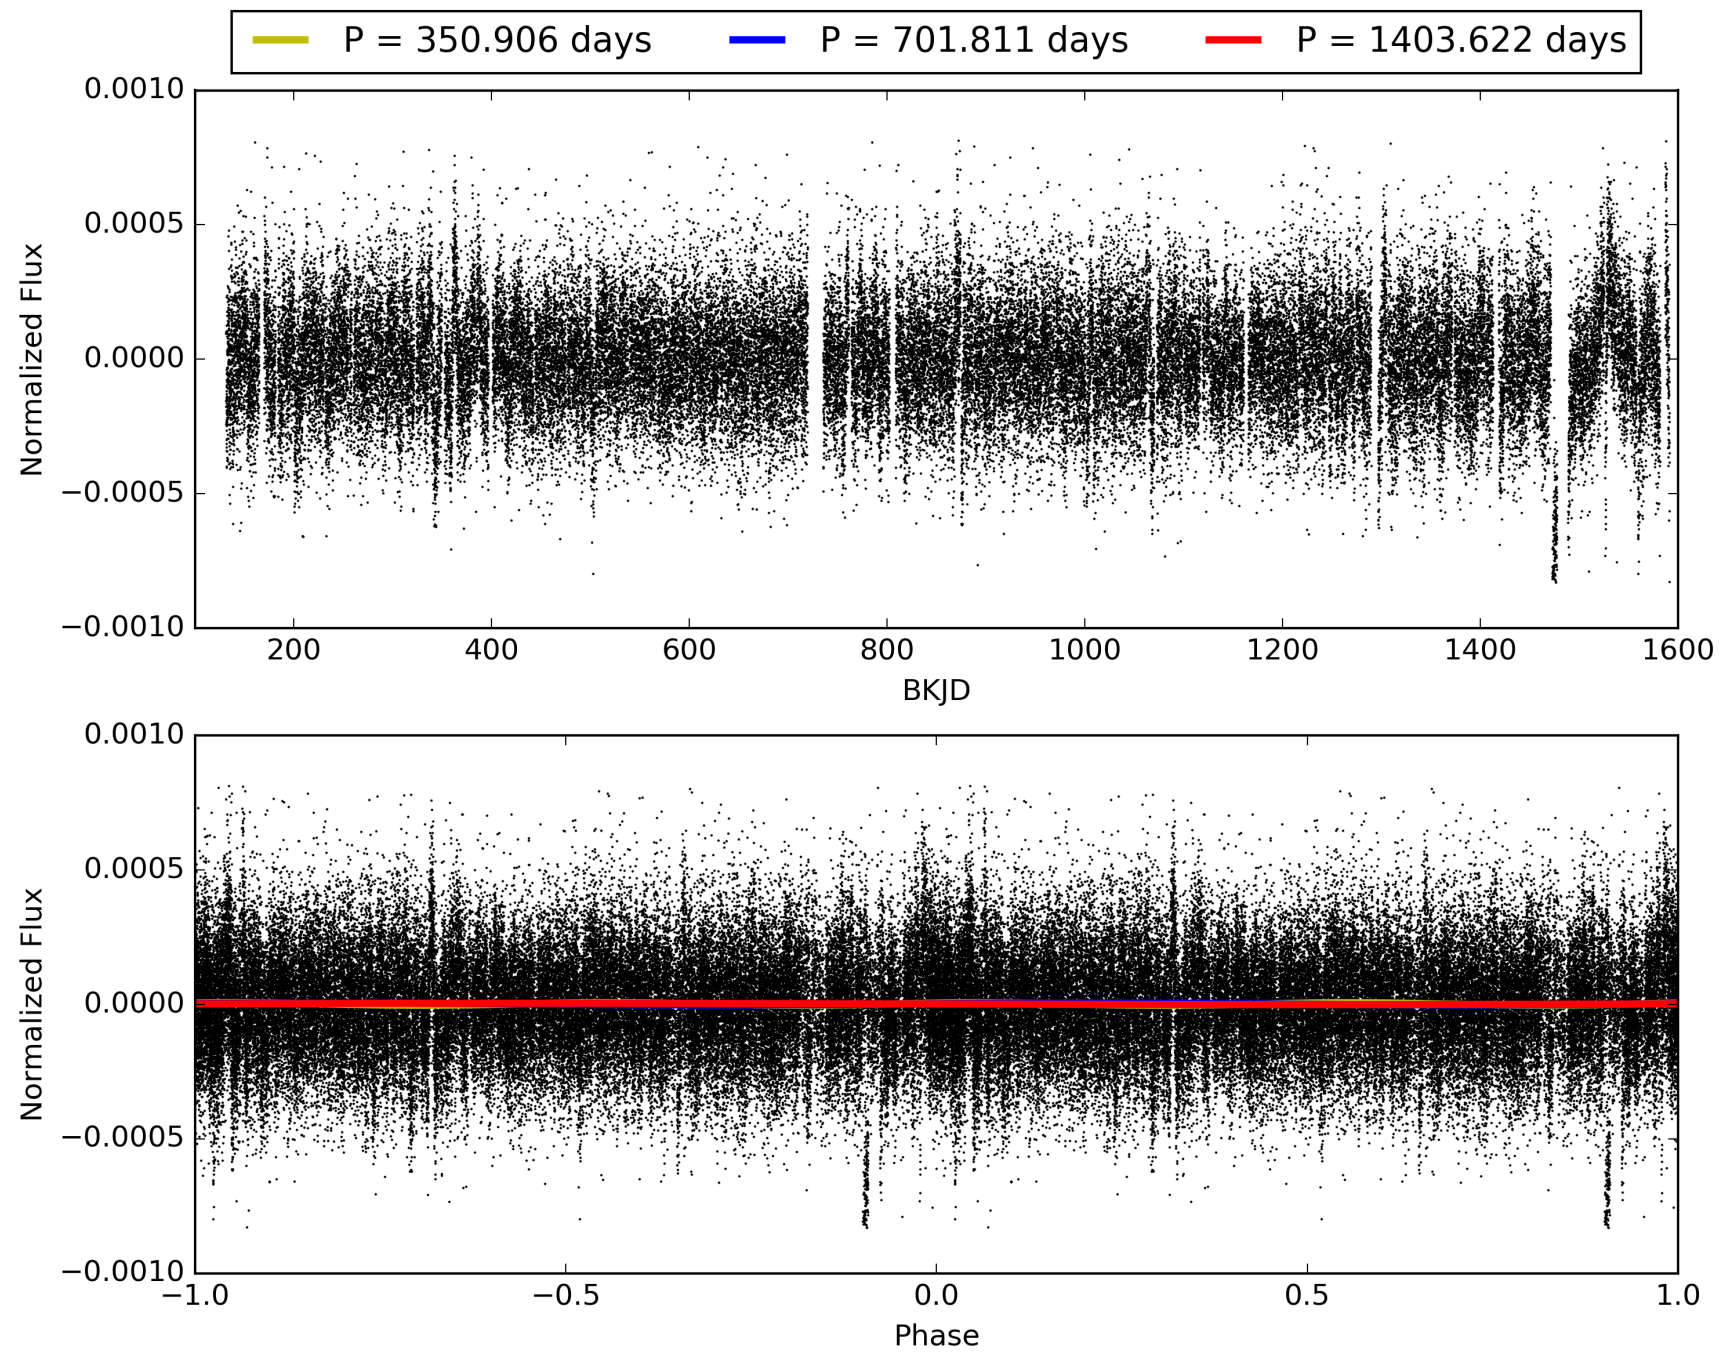 P = 350.906 days P = 701.811 days P = 1403.622 days
0.0010
0.0005
0.0000
−0.0005
−0.0010
Normalized Flux
200 400 600 800 1000 1200 1400 1600
BKJD
0.0010
0.0005
0.0000
−0.0005
−0.0010
Normalized Flux
−1.0 −0.5 0.0 0.5 1.0
Phase